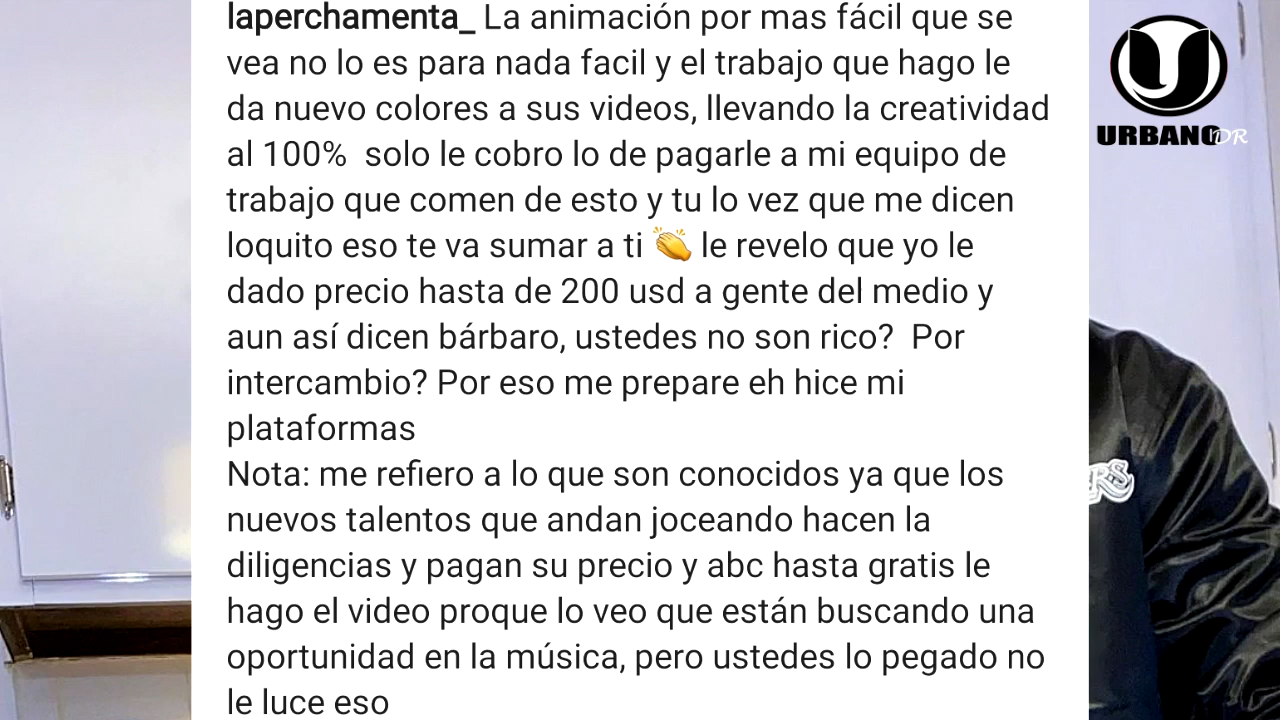 laperchamenta_ La animación por mas fácil que se
vea no lo es para nada facil y el trabajo que hago le
da nuevo colores a sus videos, llevando la creatividad
al 100%  solo le cobro lo de pagarle a mi equipo de
trabajo que comen de esto y tu lo vez que me dicen
loquito eso te va sumar a ti 👏 le revelo que yo le
dado precio hasta de 200 usd a gente del medio y
aun así dicen bárbaro, ustedes no son rico?  Por
intercambio? Por eso me prepare eh hice mi
plataformas
Nota: me refiero a lo que son conocidos ya que los
nuevos talentos que andan joceando hacen la
diligencias y pagan su precio y abc hasta gratis le
hago el video proque lo veo que están buscando una
oportunidad en la música, pero ustedes lo pegado no
le luce eso
URBANO DR